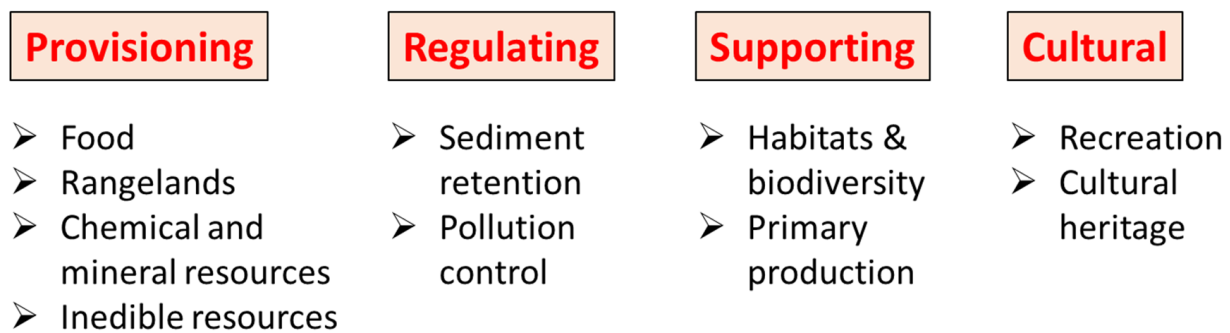 Provisioning
Food
Rangelands
Chemical and
mineral resources
Inedible resources
Regulating
Sediment
retention
Pollution
control
Supporting
Habitats &
biodiversity
Primary
production
Cultural
Recreation
Cultural
heritage